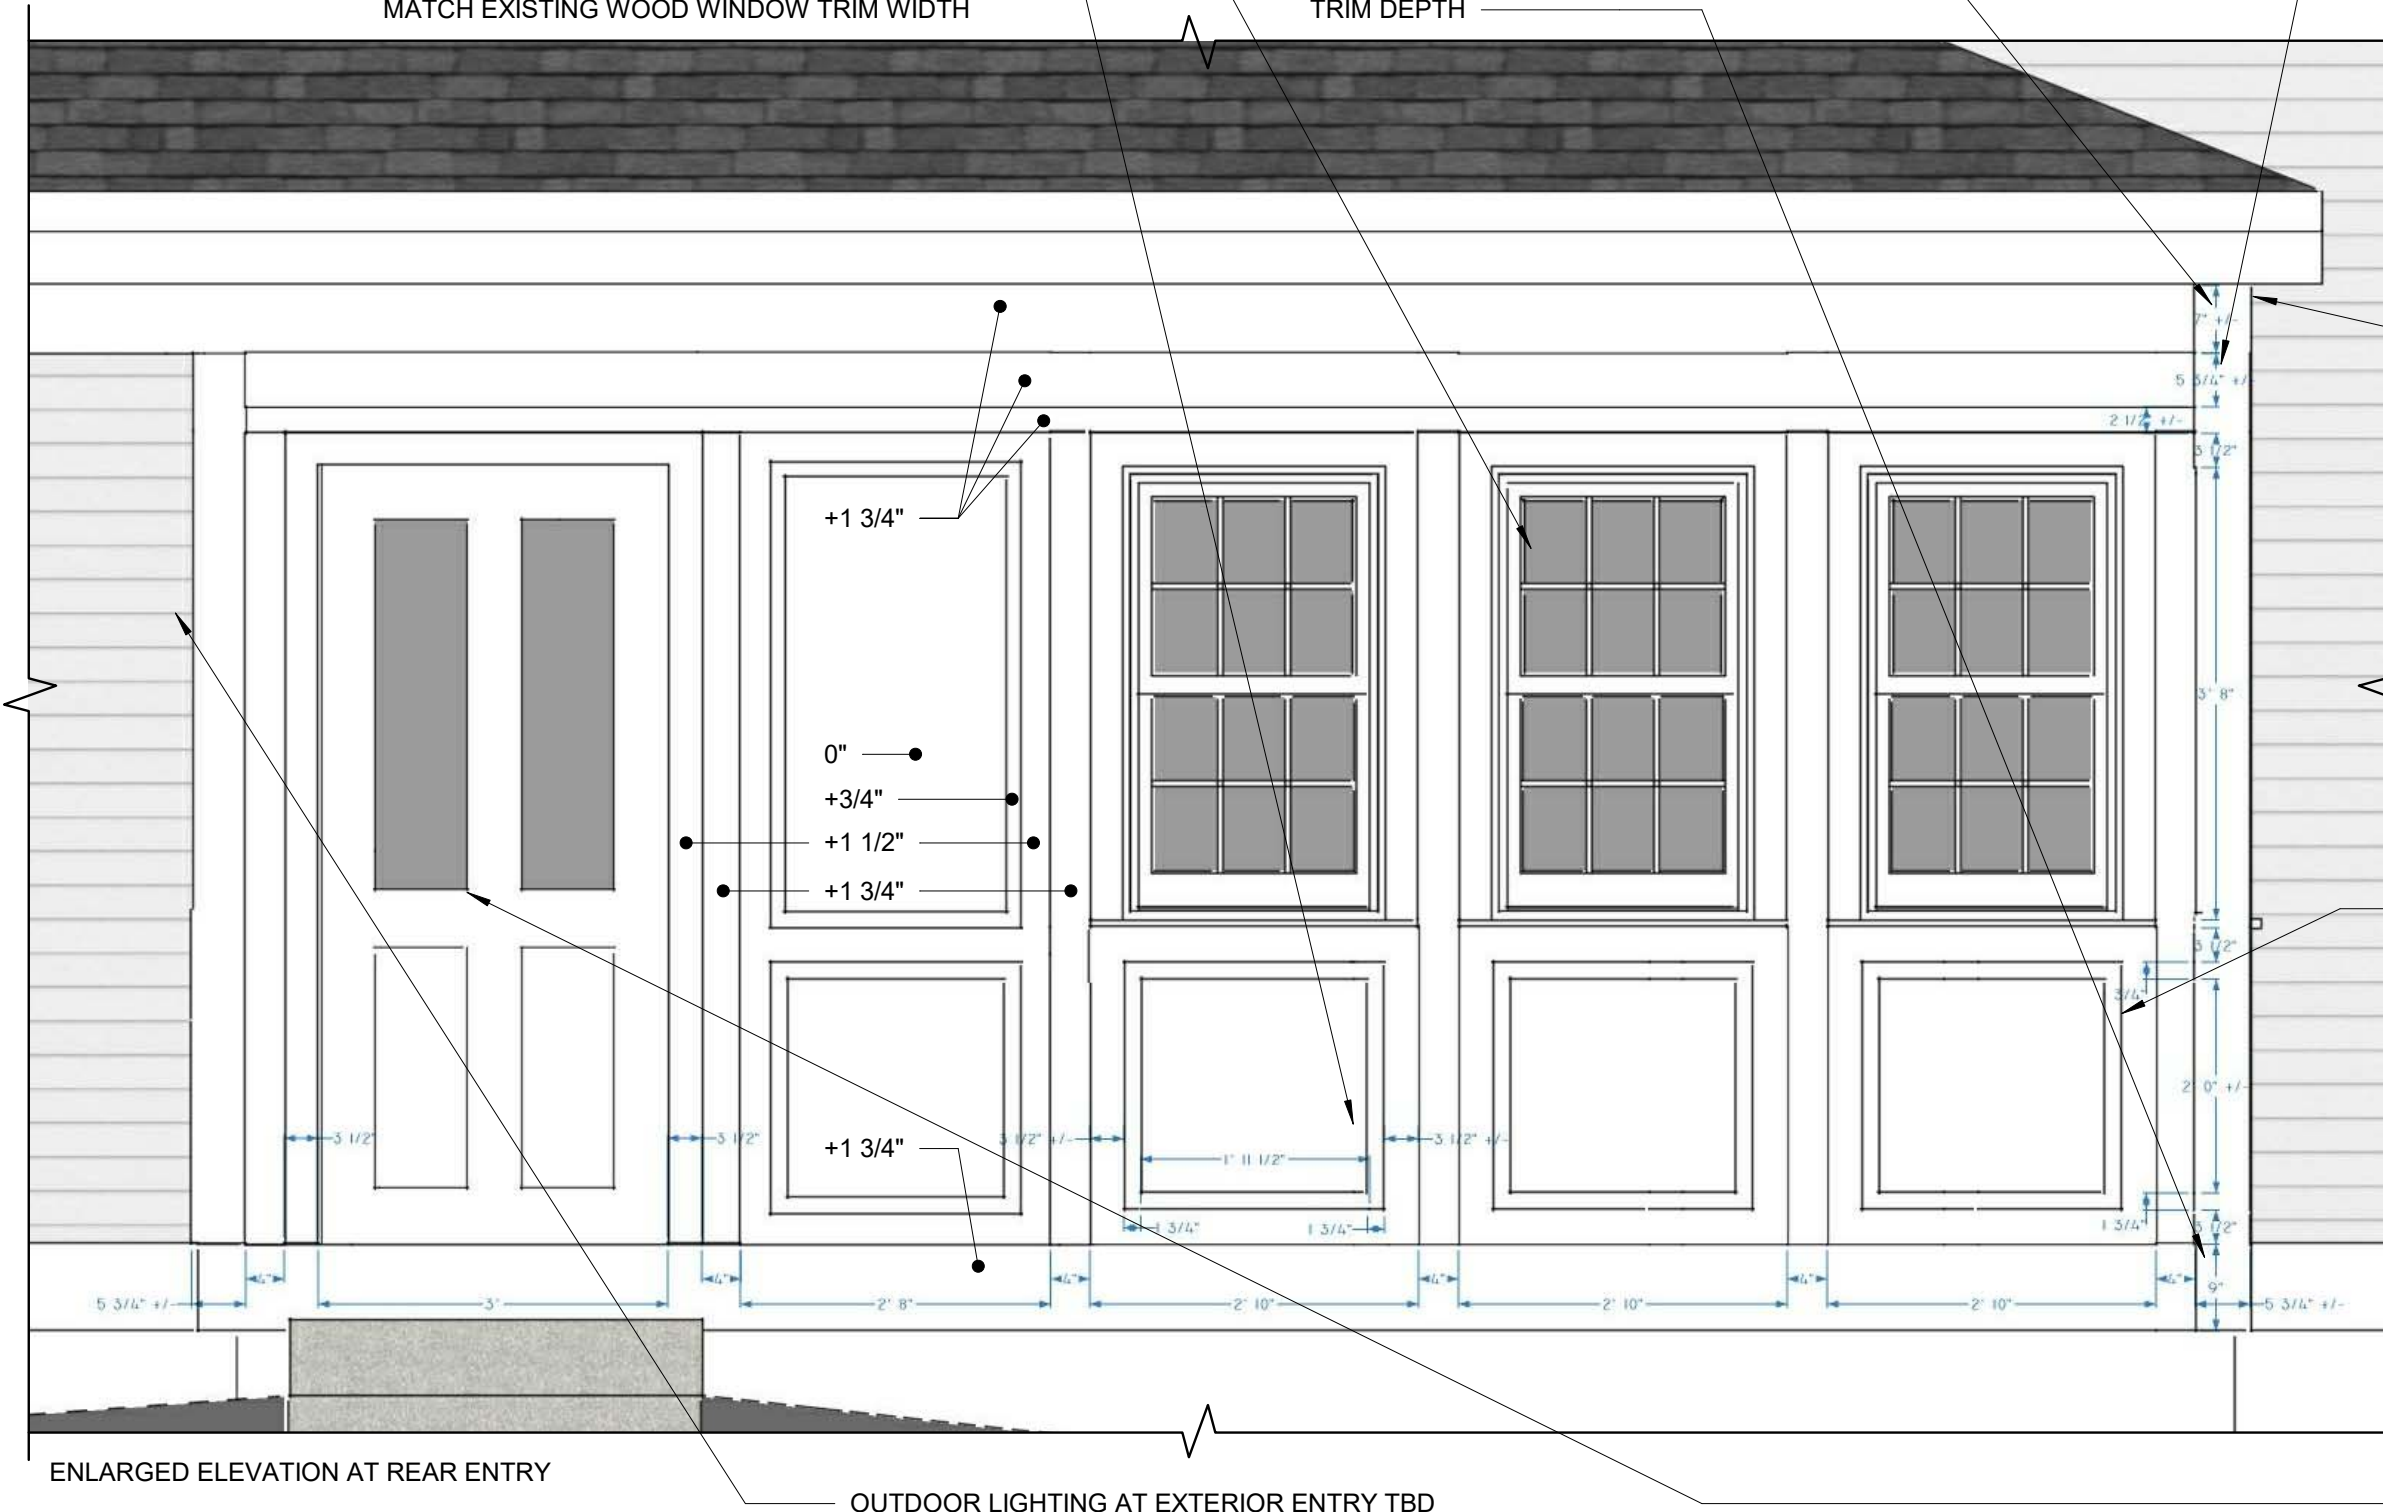 MATCH EXISTING WOOD WINDOW TRIM WIDTH
TRIM DEPTH
7" +/-
5 3/4" +/-
2 1/2" +/-
3 1/2"
+1 3/4"
3' 8"
0"
+3/4"
+1 1/2"
+1 3/4"
3 1/2"
3/4"
2' 0" +/-
3 1/2"
3 1/2"
+1 3/4"
3 1/2" +/-
3 1/2" +/-
1' 11 1/2"
1 3/4"
1 3/4"
1 3/4"
3 1/2"
4"
4"
4"
4"
4"
4"
9"
5 3/4" +/-
3'
2' 8"
2' 10"
2' 10"
2' 10"
5 3/4" +/-
ENLARGED ELEVATION AT REAR ENTRY
OUTDOOR LIGHTING AT EXTERIOR ENTRY TBD